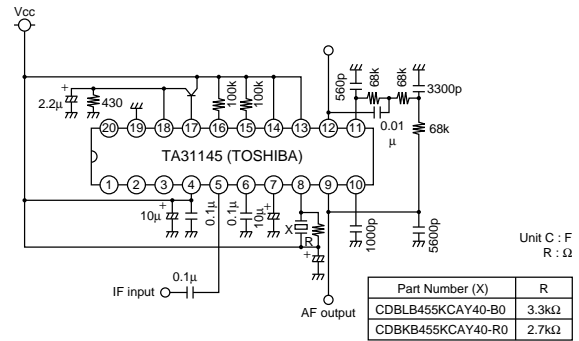 Vcc
+
2.2μ
430
100k
100k
560p
68k
68k
3300p
0.01
μ
68k
20 19 18 17 16 15 14 13 12 11
TA31145 (TOSHIBA)
1 2 3 4 5 6 7 8 9 10
+
10μ
0.1μ
0.1μ
10μ
+
X
R
+
1000p
5600p
0.1μ
IF input
AF output
Unit C : F
R : Ω
Part Number (X) R
CDBLB455KCAY40-B0 3.3kΩ
CDBKB455KCAY40-R0 2.7kΩ